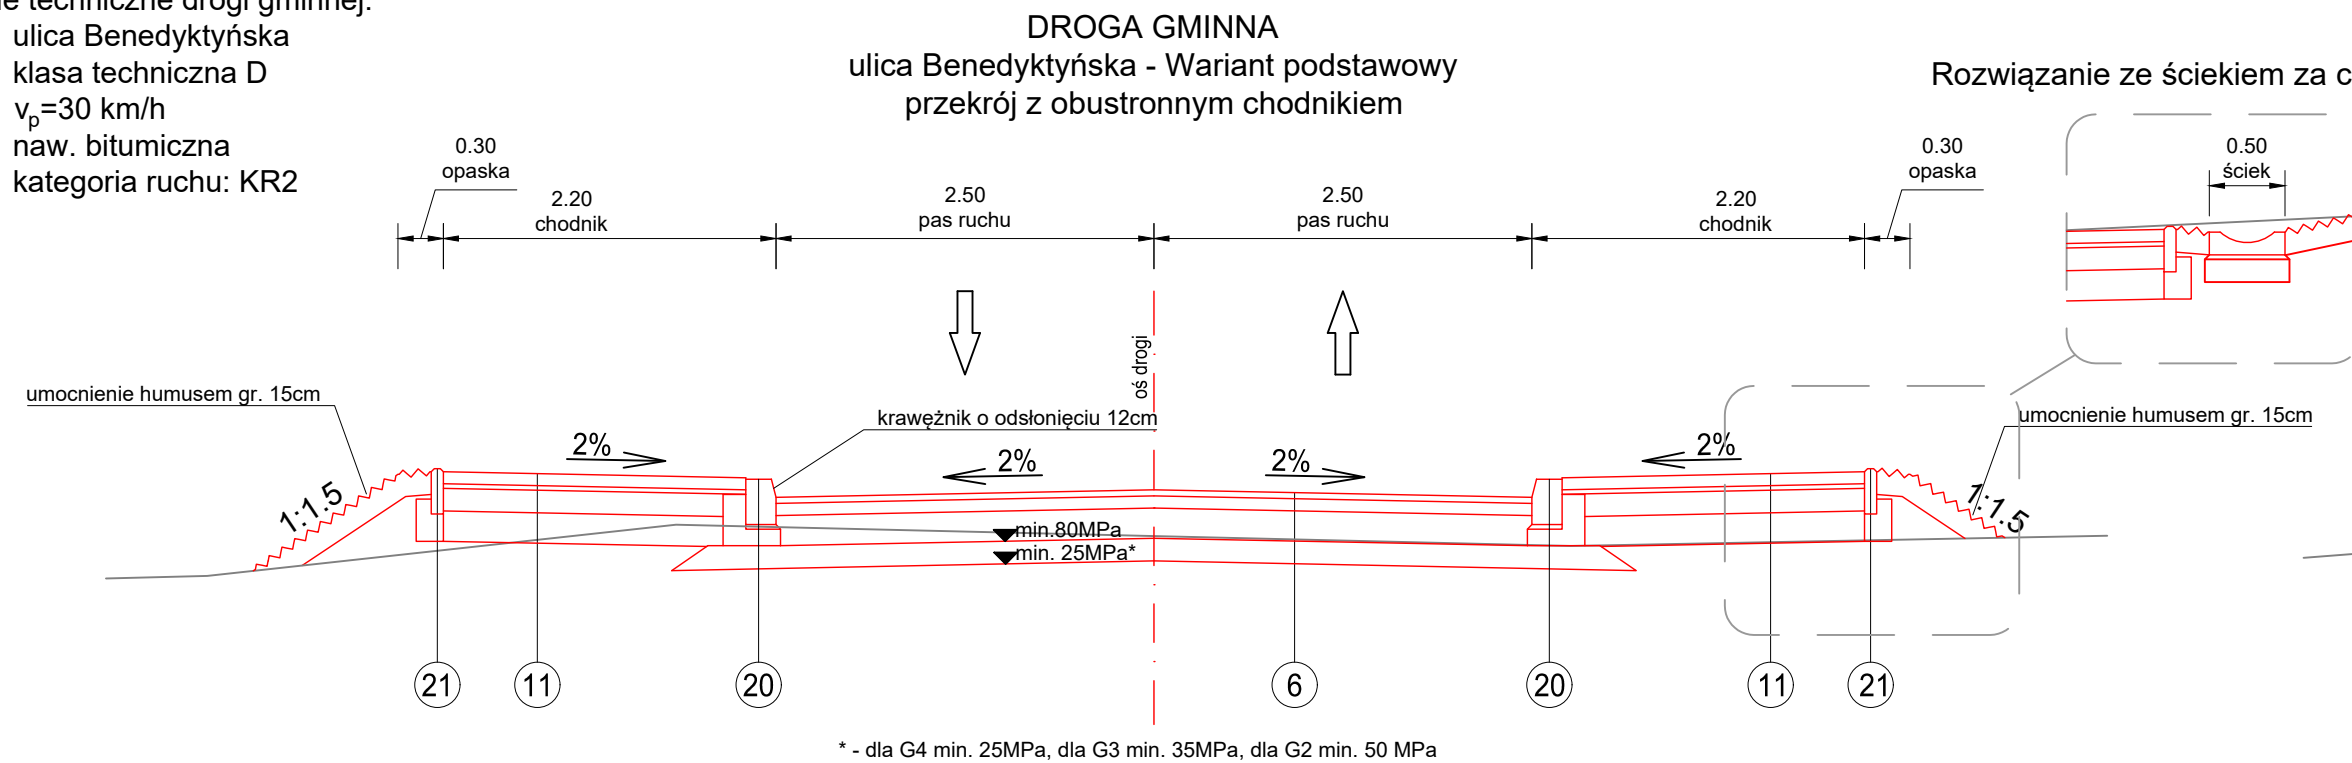 techniczne drogi gminnej:
ulica Benedyktyńska
klasa techniczna D
vp=30 km/h
naw. bitumiczna
kategoria ruchu: KR2
DROGA GMINNA
ulica Benedyktyńska - Wariant podstawowy
przekrój z obustronnym chodnikiem
Rozwiązanie ze ściekiem za
0.30
opaska
2.20
chodnik
2.50
pas ruchu
2.50
pas ruchu
2.20
chodnik
0.30
opaska
0.50
ściek
oś drogi
umocnienie humusem gr. 15cm
krawężnik o odsłonięciu 12cm
umocnienie humusem gr. 15cm
2%
2%
2%
2%
1:1.5
1:1.5
min.80MPa
min. 25MPa*
21
11
20
6
20
11
21
* - dla G4 min. 25MPa, dla G3 min. 35MPa, dla G2 min. 50 MPa